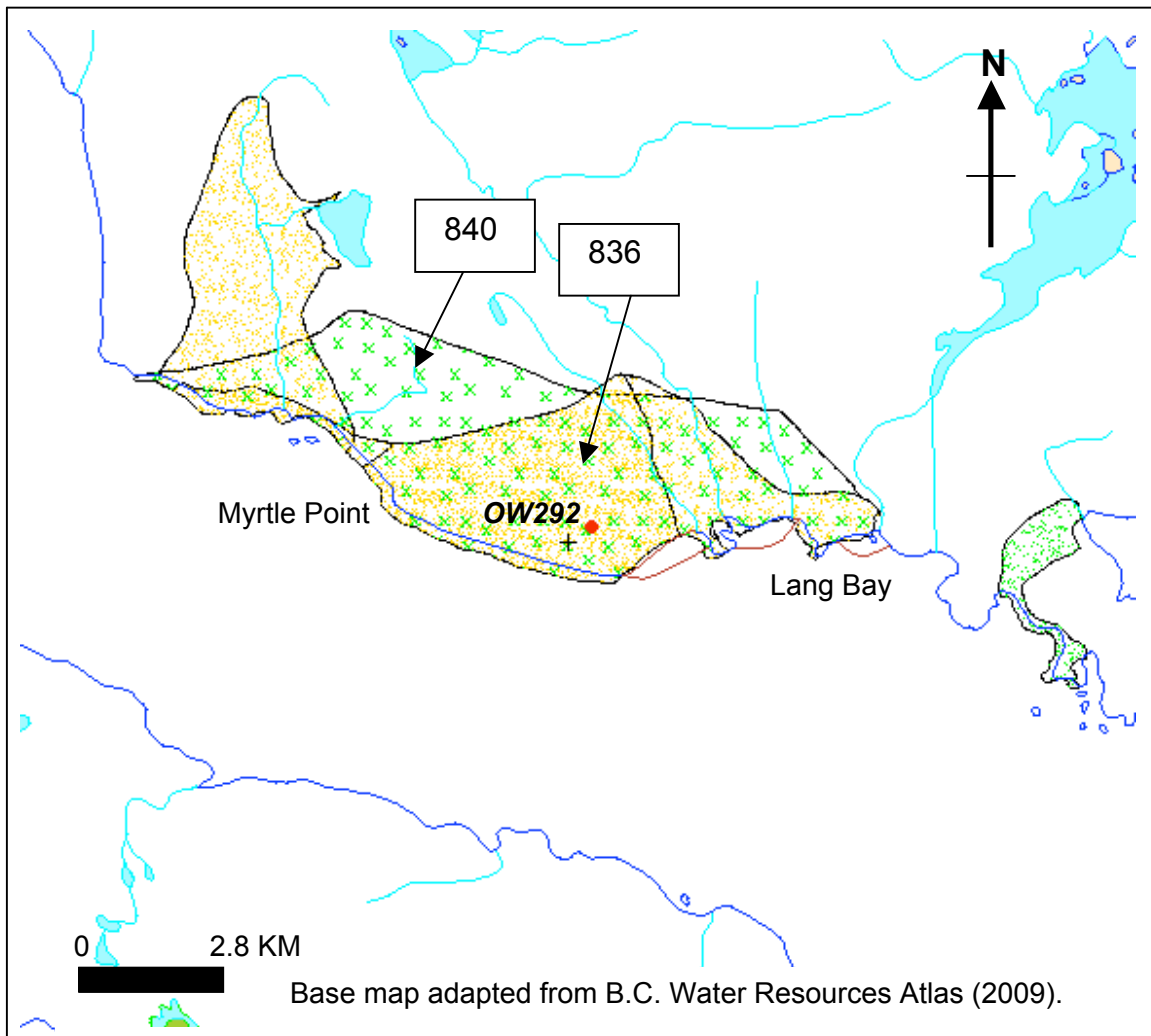 N
840
836
OW292
Myrtle Point
Lang Bay
0 2.8 KM
Base map adapted from B.C. Water Resources Atlas (2009).